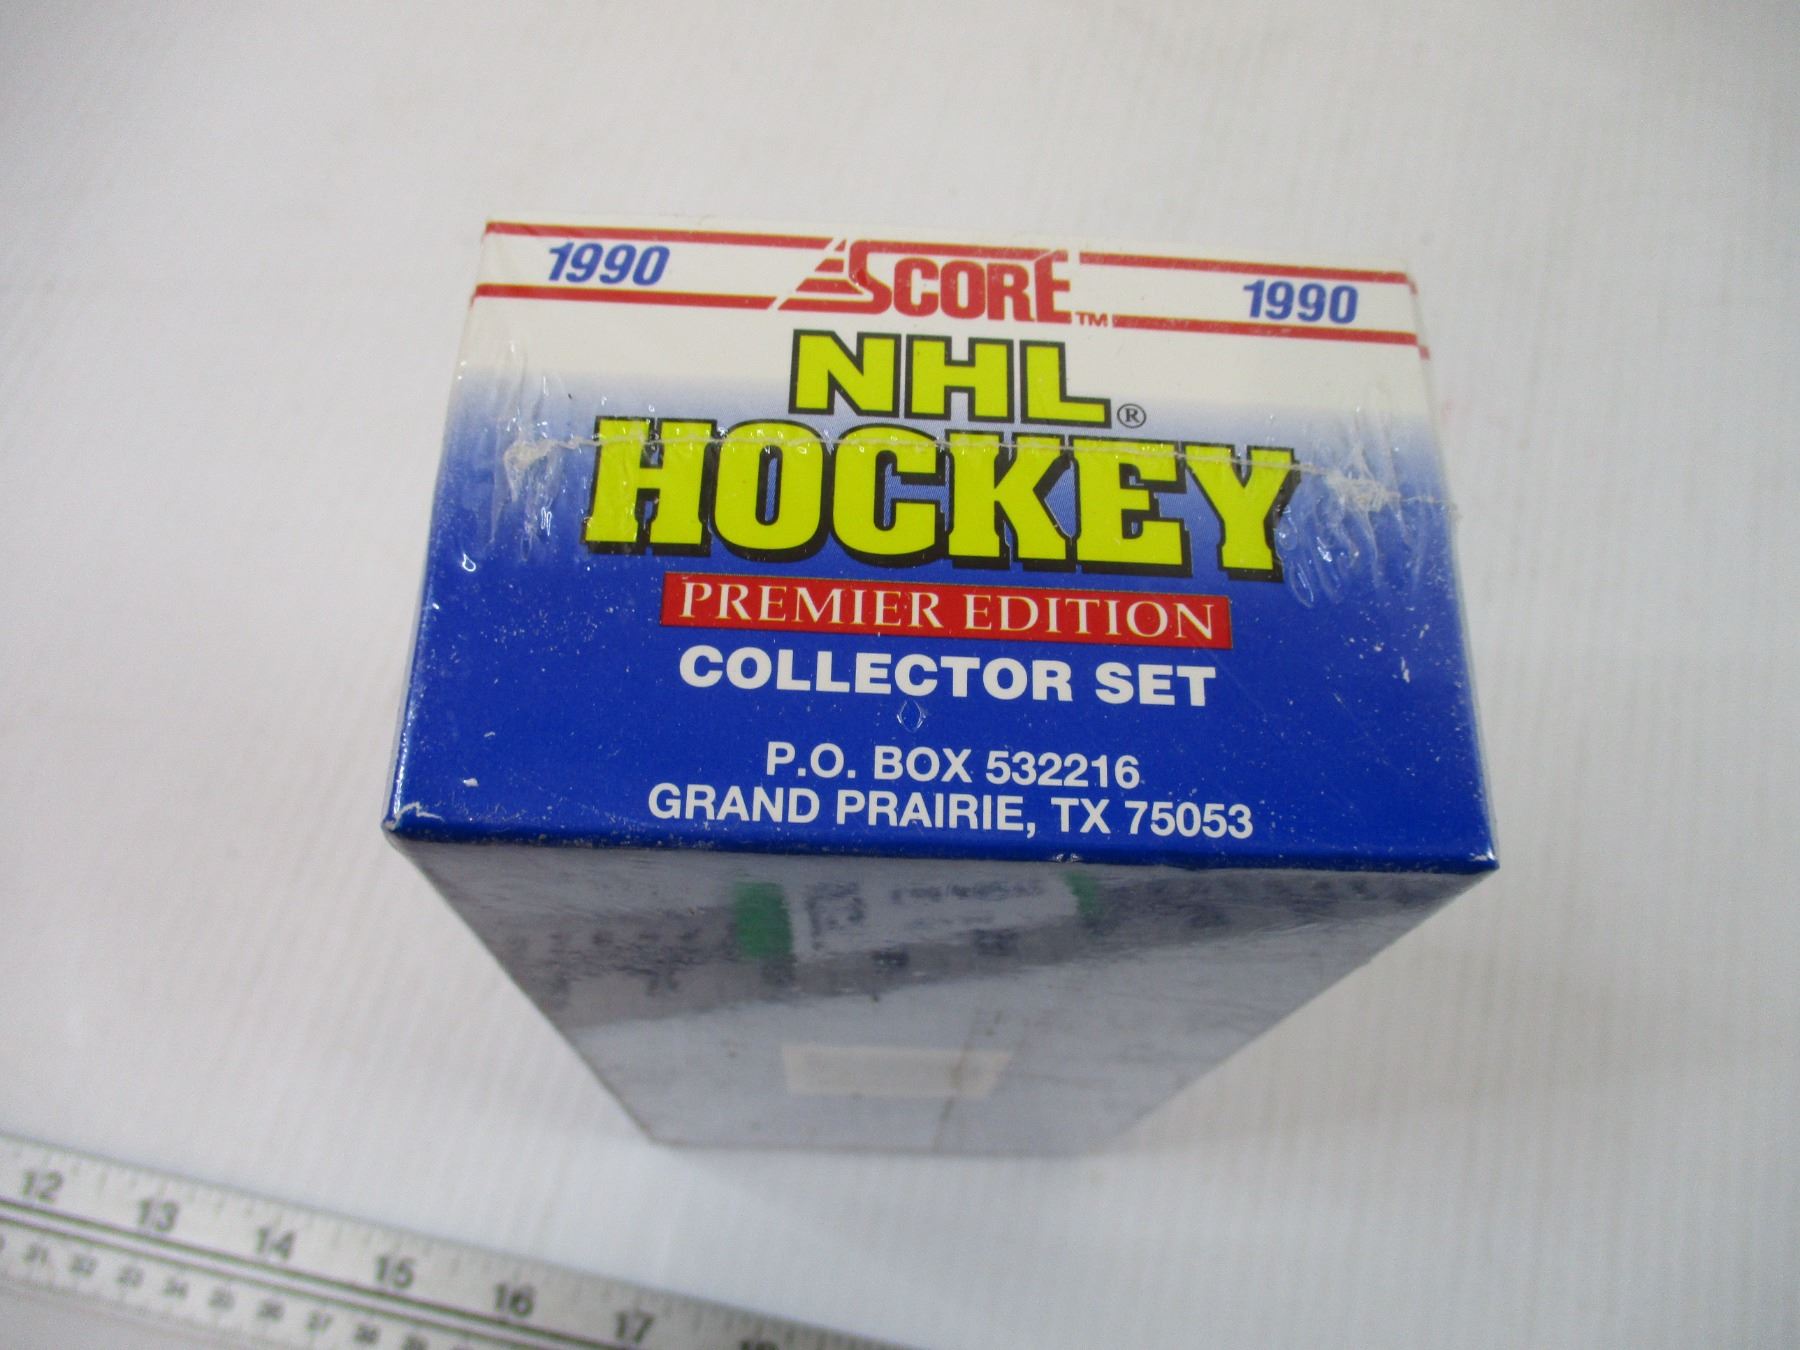 1990 SCORE™ 1990
NHL®
HOCKEY
PREMIER EDITION
COLLECTOR SET
P.O. BOX 532216
GRAND PRAIRIE, TX 75053
12 13 14 15 16 17